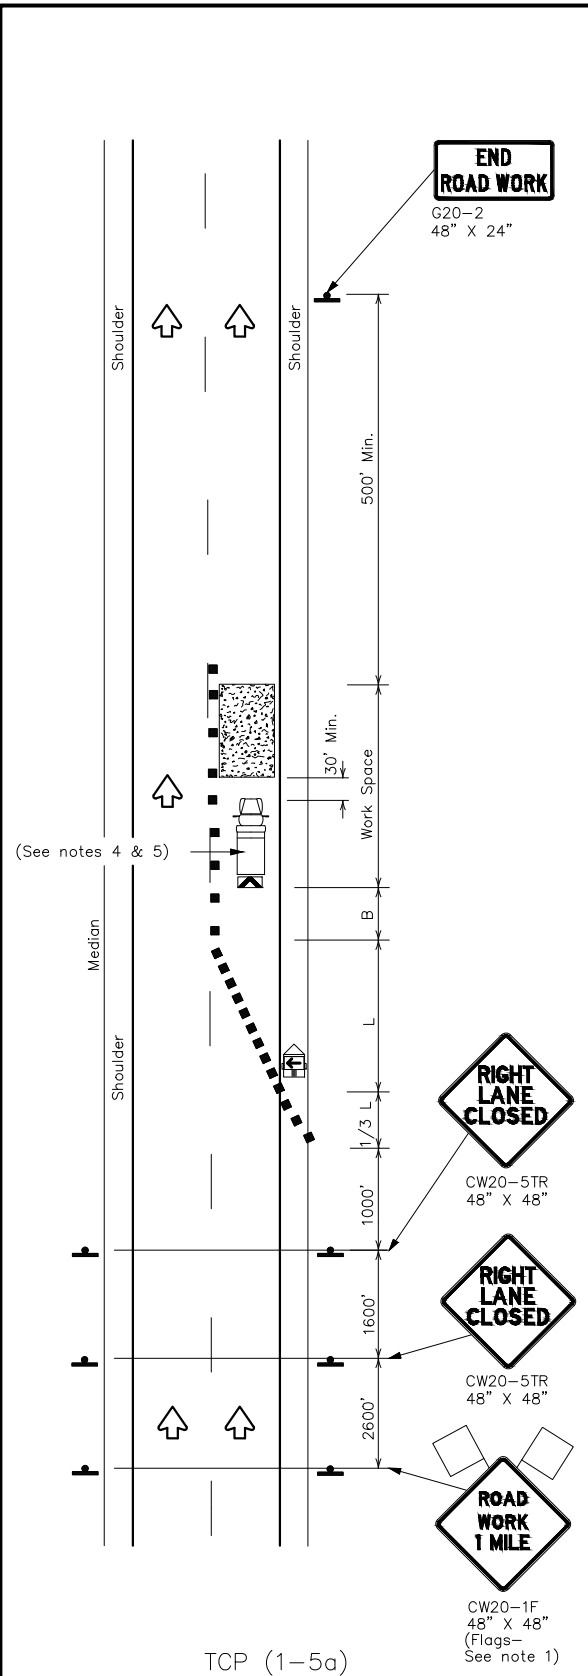 END
ROAD WORK
G20-2
48" X 24"
Shoulder
Shoulder
500' Min.
30' Min.
Work Space
(See notes 4 & 5)
B
Median
L
Shoulder
RIGHT
LANE
CLOSED
1/3 L
CW20-5TR
48" X 48"
1000'
RIGHT
LANE
CLOSED
1600'
CW20-5TR
48" X 48"
2600'
ROAD
WORK
1 MILE
CW20-1F
48" X 48"
(Flags-
See note 1)
TCP (1-5a)